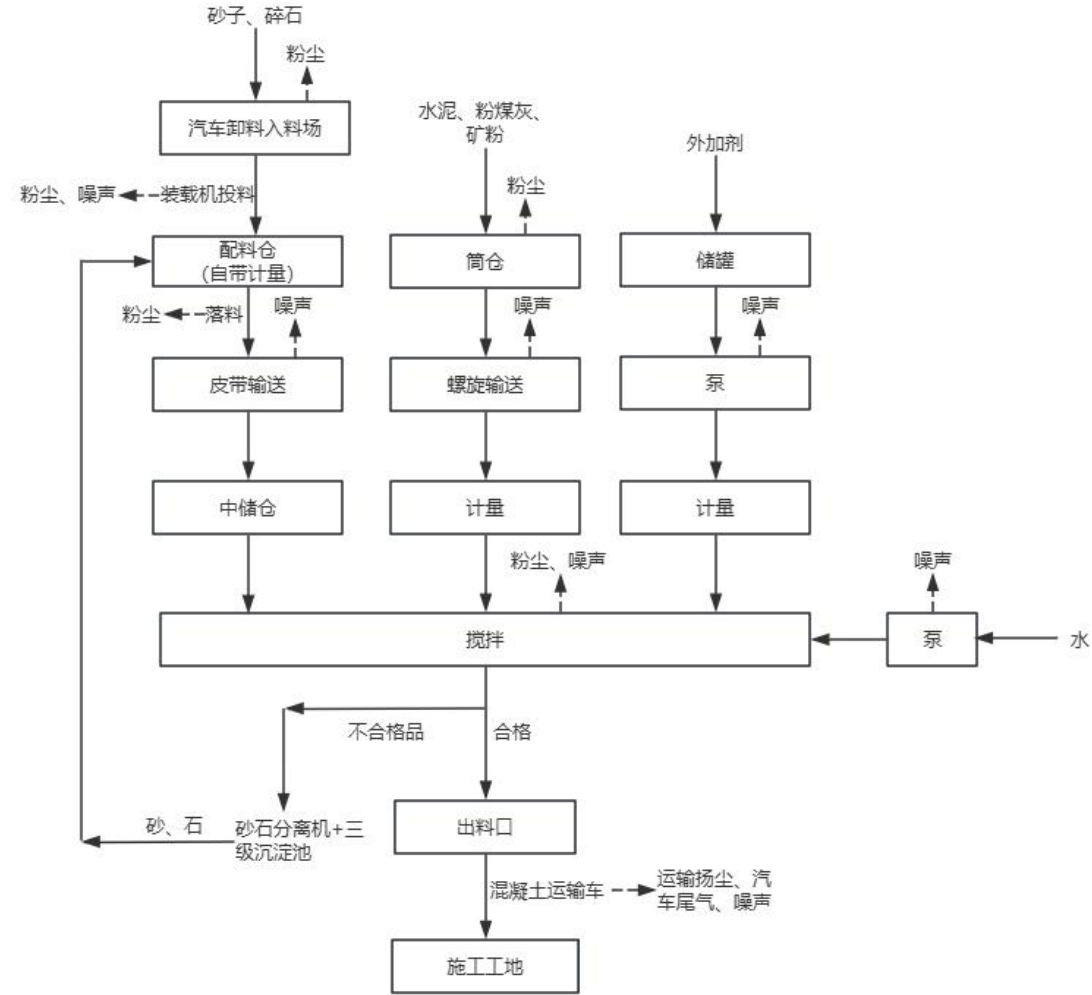 砂子、碎石
粉尘
汽车卸料入料场
水泥、粉煤灰、
矿粉
外加剂
粉尘、噪声
装载机投料
粉尘
配料仓
(自带计量)
筒仓
储罐
粉尘
落料
噪声
噪声
噪声
皮带输送
螺旋输送
泵
中储仓
计量
计量
粉尘、噪声
噪声
搅拌
泵
水
不合格品
合格
砂、石
砂石分离机+三
级沉淀池
出料口
混凝土运输车
运输扬尘、汽
车尾气、噪声
施工工地